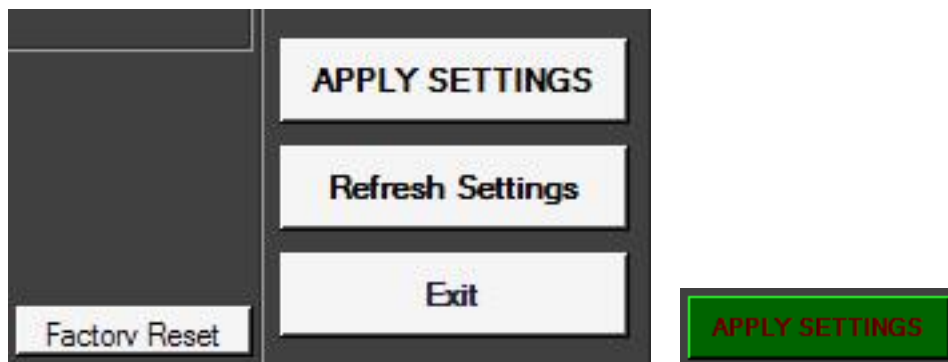 APPLY SETTINGS
Refresh Settings
Exit
Factory Reset
APPLY SETTINGS